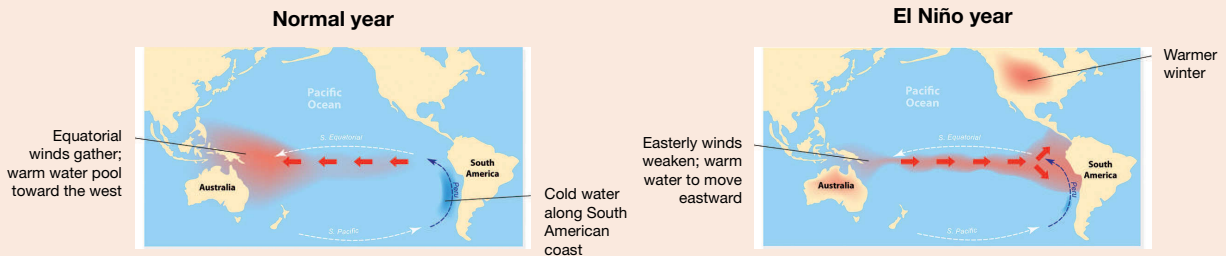 Normal year
Pacific
Ocean
S. Equatorial
Equatorial
winds gather;
warm water pool
toward the west
Australia
South
America
Peru
S. Pacific
Cold water
along South
American
coast
El Niño year
Warmer
winter
Pacific
Ocean
S. Equatorial
Easterly winds
weaken; warm
water to move
eastward
Australia
South
America
Peru
S. Pacific